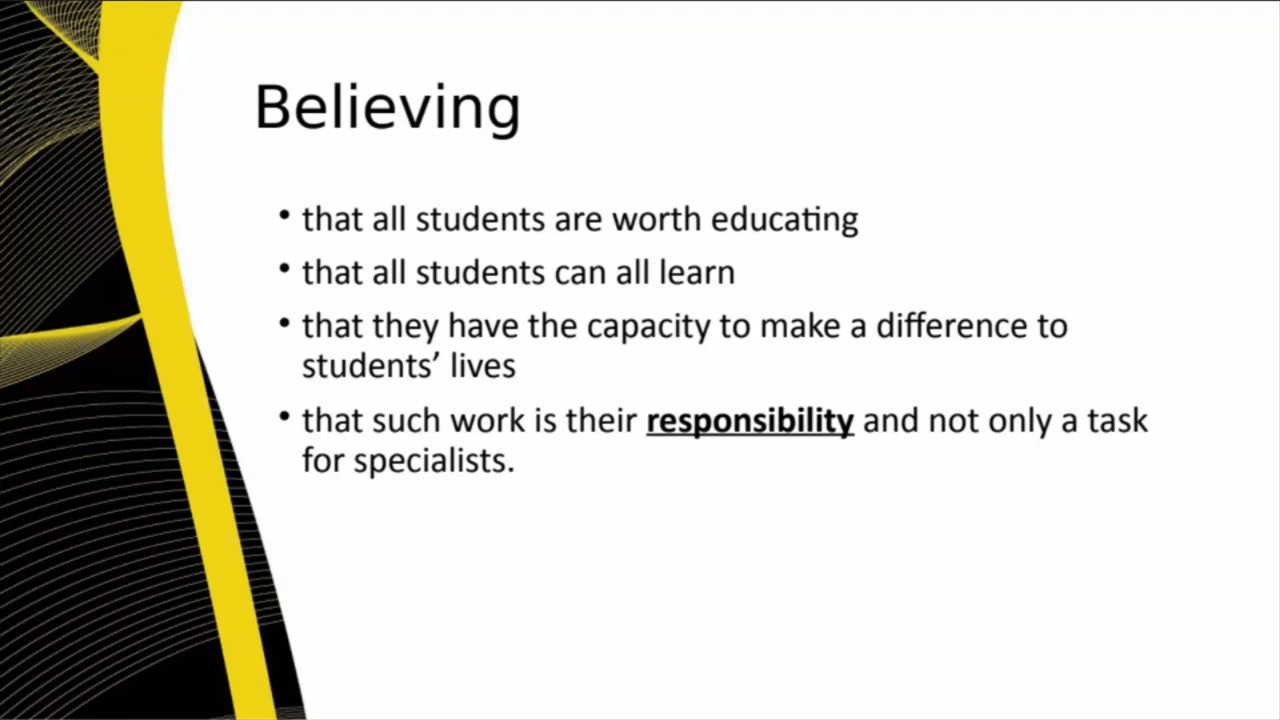 Believing
• that all students are worth educating
• that all students can all learn
• that they have the capacity to make a difference to
students’ lives
• that such work is their responsibility and not only a task
for specialists.